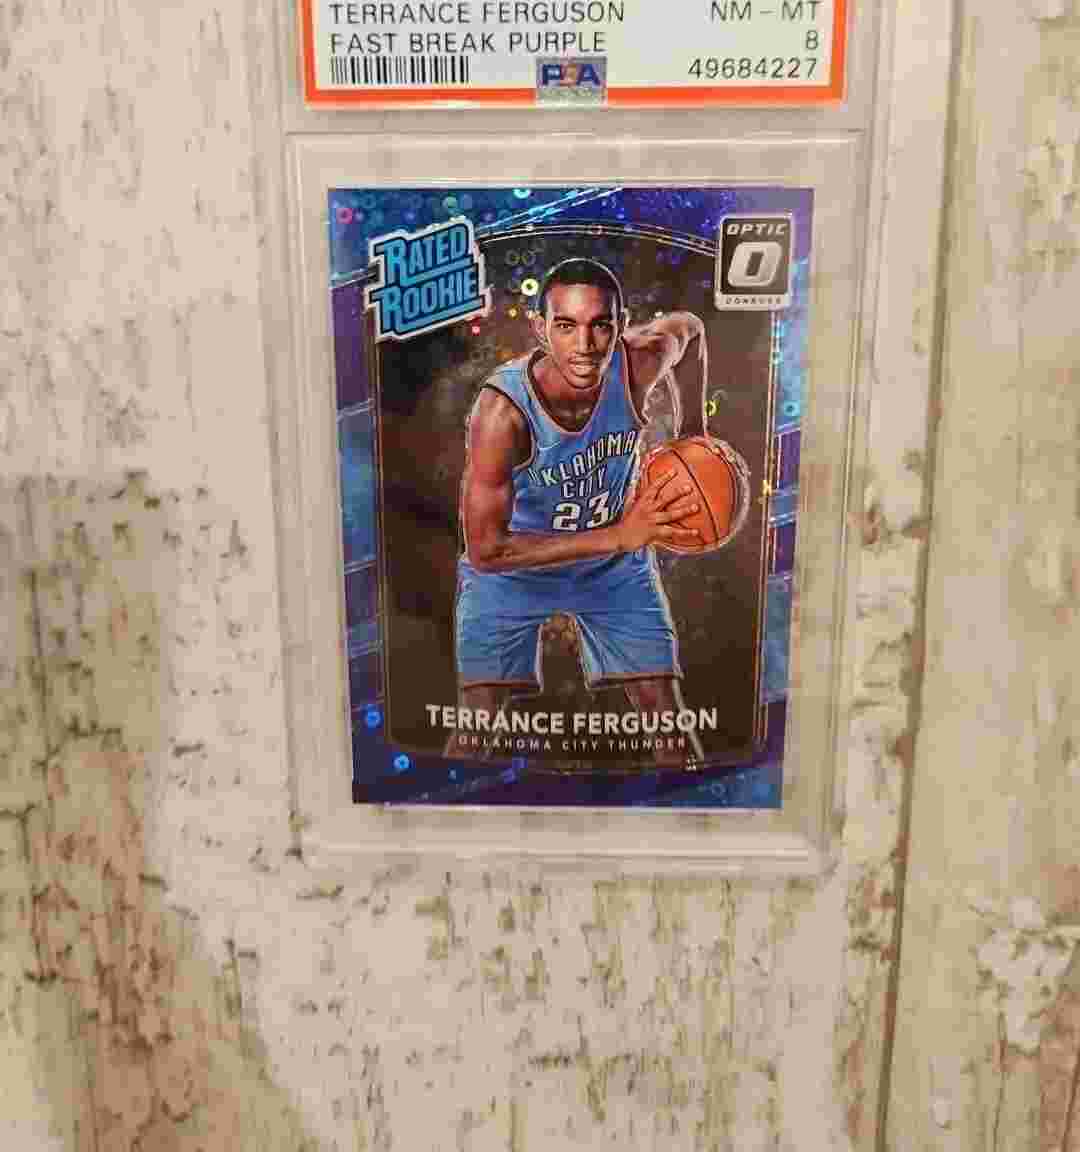 TERRANCE FERGUSON NM - MT
FAST BREAK PURPLE 8
PSA 49684227
RATED
ROOKIE
OPTIC
O
DONRUSS
OKLAHOMA
CITY
23
TERRANCE FERGUSON
OKLAHOMA CITY THUNDER